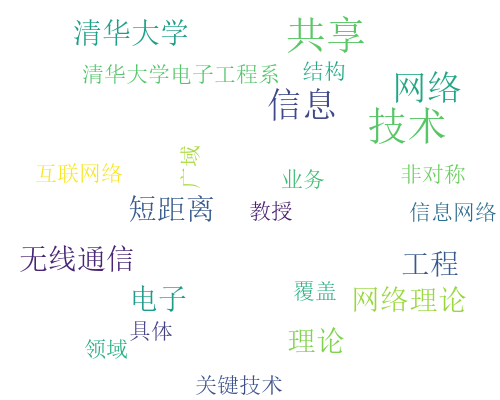 清华大学
共享
清华大学电子工程系
结构
网络
信息
技术
广域
互联网络
业务
非对称
短距离
教授
信息网络
无线通信
工程
覆盖
电子
网络理论
具体
理论
领域
关键技术